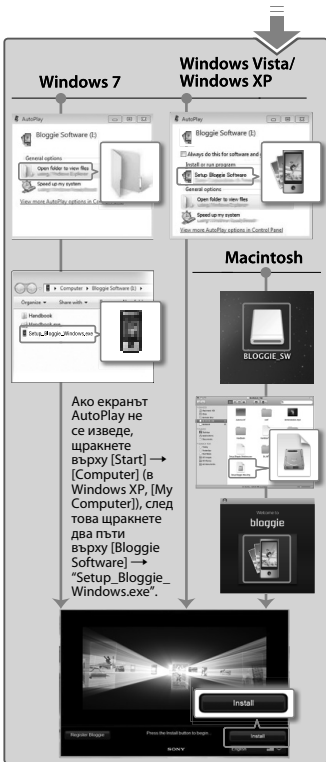 Windows 7
Windows Vista/
Windows XP
AutoPlay
Bloggie Software (I:)
General options
Open folder to view files
Speed up my system
View more AutoPlay options in Control Panel
AutoPlay
Bloggie Software (I:)
Always do this for software and
Install or run program
Setup Bloggie Software
General options
Open folder to view files
Speed up my system
View more AutoPlay options in Control Panel
Computer
Bloggie Software (I:)
Organize
Share with
Handbook
Setup_Bloggie_Windows.exe
Macintosh
BLOGGIE_SW
Ако екранът
AutoPlay не
се изведе,
щракнете
върху [Start] →
[Computer] (в
Windows XP, [My
Computer]), след
това щракнете
два пъти
върху [Bloggie
Software] →
“Setup_Bloggie_
Windows.exe”.
Welcome to
bloggie
Install
Register Bloggie
Press the Install button to begin.
Install
SONY
English